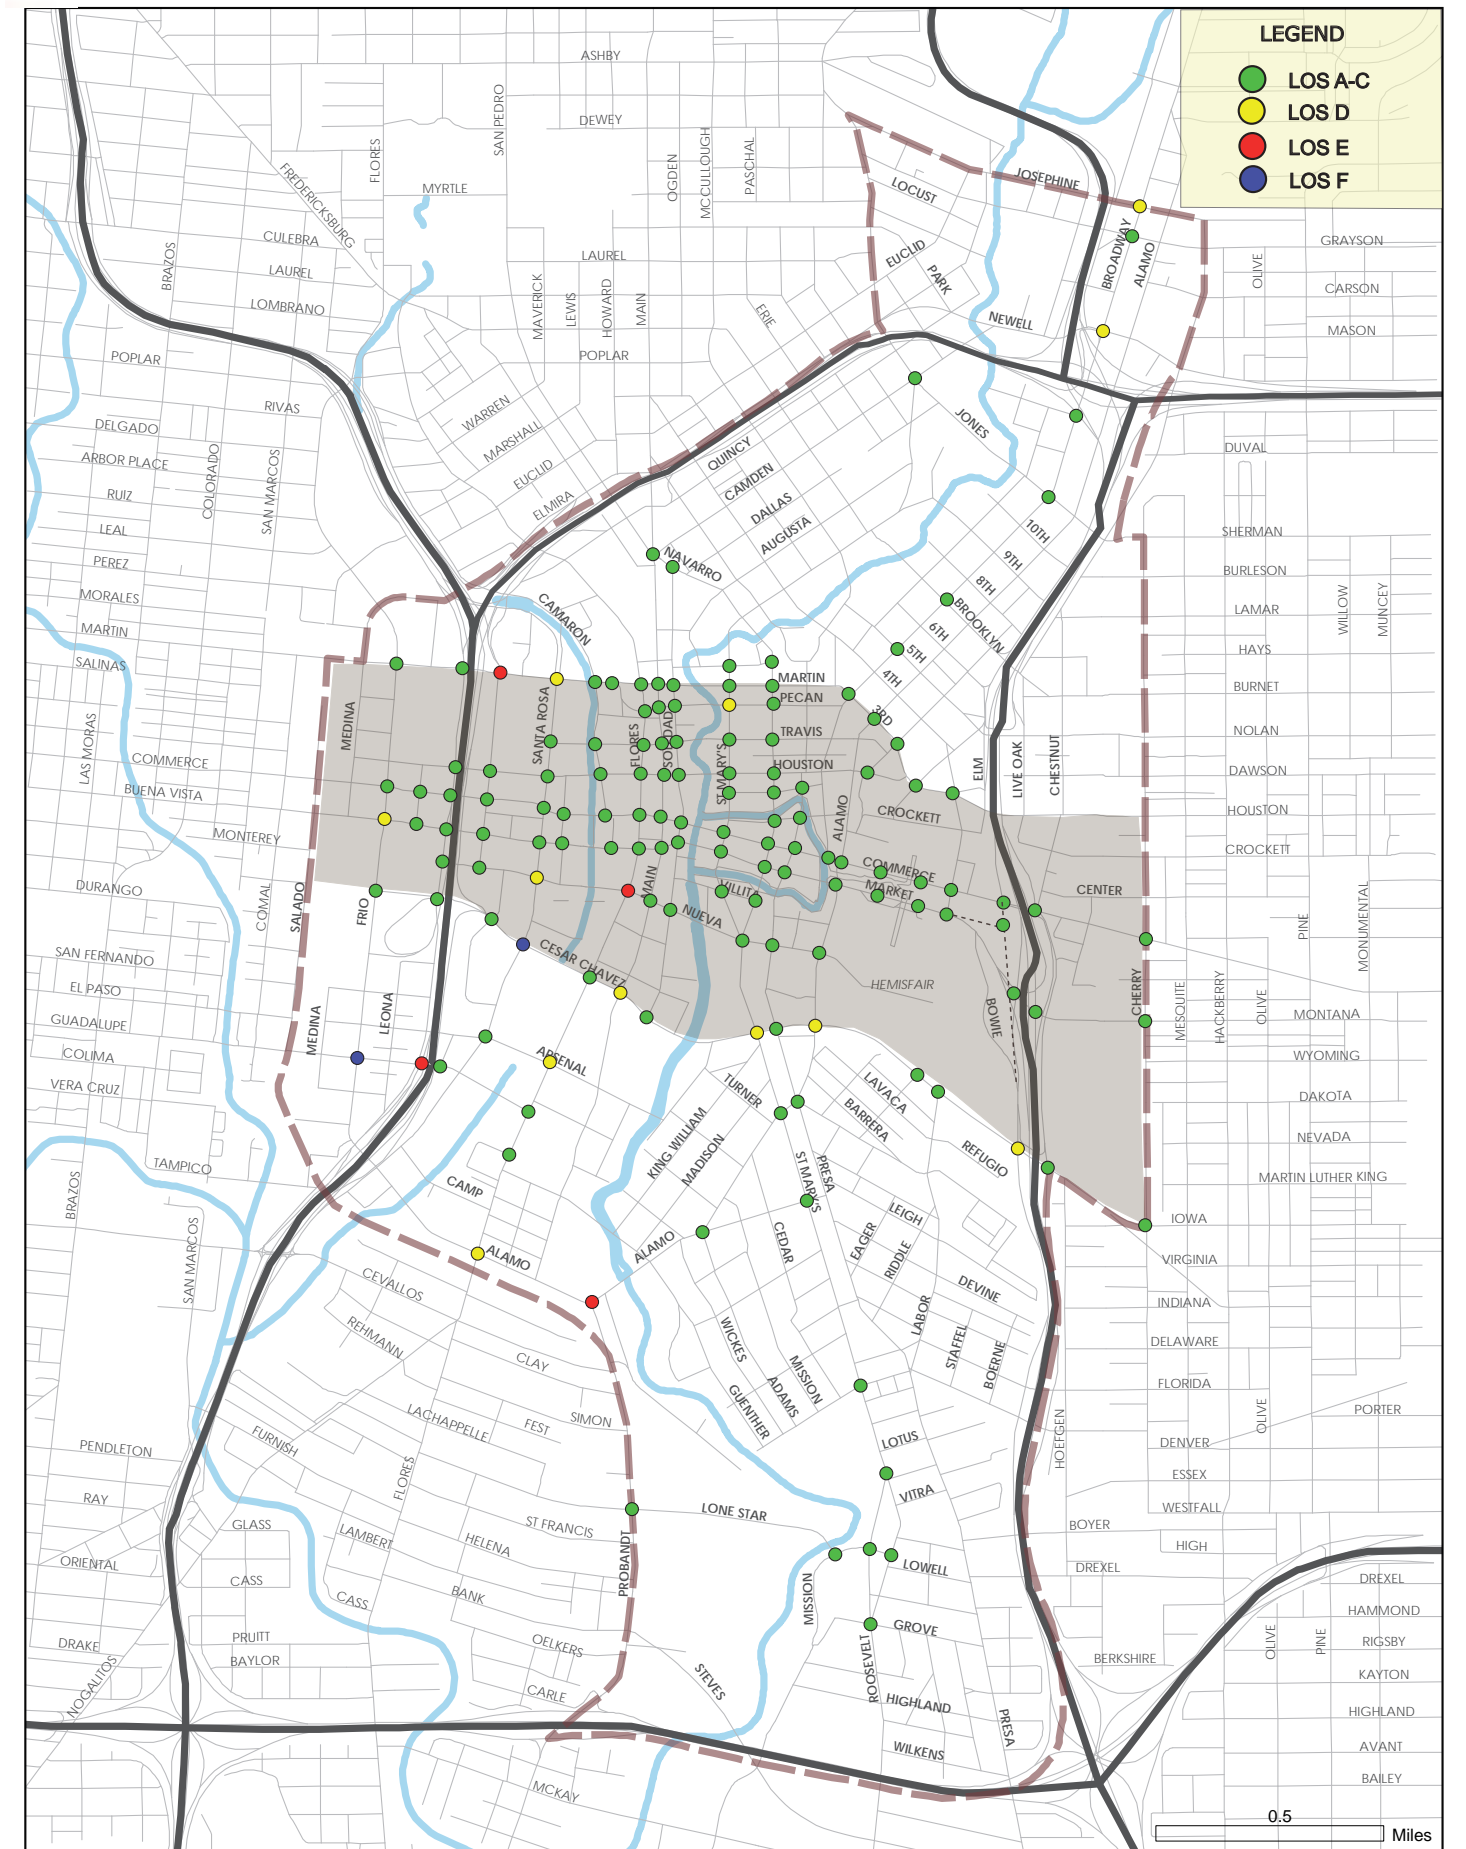 LEGEND
LOS A-C
LOS D
LOS E
LOS F
ASHBY
SAN PEDRO
DEWEY
FLORES
FREDERICKSBURG
OGDEN
MCCULLOUGH
PASCHAL
MYRTLE
LOCUST
JOSEPHINE
CULEBRA
BRAZOS
LAUREL
LAUREL
LOMBRANO
EUCLID
PARK
BROADWAY
ALAMO
GRAYSON
OLIVE
CARSON
MASON
MAVERICK
LEWIS
HOWARD
MAIN
ERIE
NEWELL
POPLAR
POPLAR
RIVAS
WARREN
MARSHALL
EUCLID
ELMIRA
QUINCY
CAMDEN
DALLAS
AUGUSTA
JONES
DELGADO
ARBOR PLACE
COLORADO
SAN MARCOS
RUIZ
LEAL
PEREZ
MORALES
MARTIN
SALINAS
DUVAL
SHERMAN
BURLESON
LAMAR
WILLOW
MUNCEY
HAYS
BURNET
NOLAN
DAWSON
HOUSTON
CROCKETT
10TH
9TH
8TH
BROOKLYN
6TH
5TH
4TH
3RD
NAVARRO
CAMARON
MARTIN
PECAN
TRAVIS
HOUSTON
MEDINA
SANTA ROSA
FLORES
SOLEDAD
ST MARY'S
ELM
LIVE OAK
CHESTNUT
LAS MORAS
COMMERCE
BUENA VISTA
MONTEREY
ALAMO
CROCKETT
COMMERCE
MARKET
CENTER
DURANGO
COMAL
SALADO
FRIO
MAIN
VILLITA
NUEVA
CESAR CHAVEZ
HEMISFAIR
BOWIE
CHERRY
PINE
MONUMENTAL
SAN FERNANDO
EL PASO
GUADALUPE
COLIMA
VERA CRUZ
MEDINA
LEONA
MESQUITE
HACKBERRY
OLIVE
MONTANA
WYOMING
DAKOTA
NEVADA
MARTIN LUTHER KING
IOWA
VIRGINIA
INDIANA
DELAWARE
FLORIDA
ARSENAL
TURNER
LAVACA
BARRERA
REFUGIO
KING WILLIAM
MADISON
ST MARY'S
PRESA
TAMPICO
BRAZOS
SAN MARCOS
CAMP
ALAMO
ALAMO
CEDAR
EAGER
LEIGH
RIDDLE
DEVINE
LABOR
STAFFEL
BOERNE
CEVALLOS
REHMANN
CLAY
WICKES
MISSION
ADAMS
GUENTHER
HOEFGEN
OLIVE
PORTER
DENVER
ESSEX
WESTFALL
LACHAPPELLE
FEST
SIMON
FURNISH
FLORES
LOTUS
VITRA
PENDLETON
RAY
GLASS
LAMBERT
HELENA
ST FRANCIS
LONE STAR
PROBANDT
BOYER
HIGH
DREXEL
DREXEL
ORIENTAL
CASS
CASS
BANK
LOWELL
MISSION
GROVE
HAMMOND
OLIVE
PINE
RIGSBY
KAYTON
HIGHLAND
AVANT
BAILEY
DRAKE
NOGALITOS
PRUITT
BAYLOR
OELKERS
CARLE
STEVES
ROOSEVELT
HIGHLAND
WILKENS
PRESA
BERKSHIRE
MCKAY
0.5
Miles